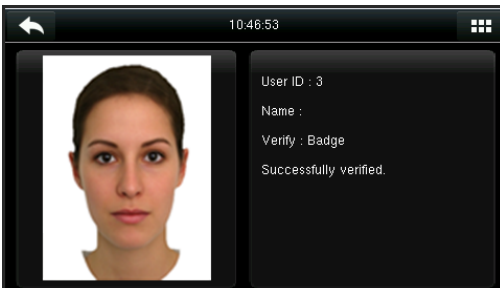 10:46:53
User ID : 3
Name :
Verify : Badge
Successfully verified.